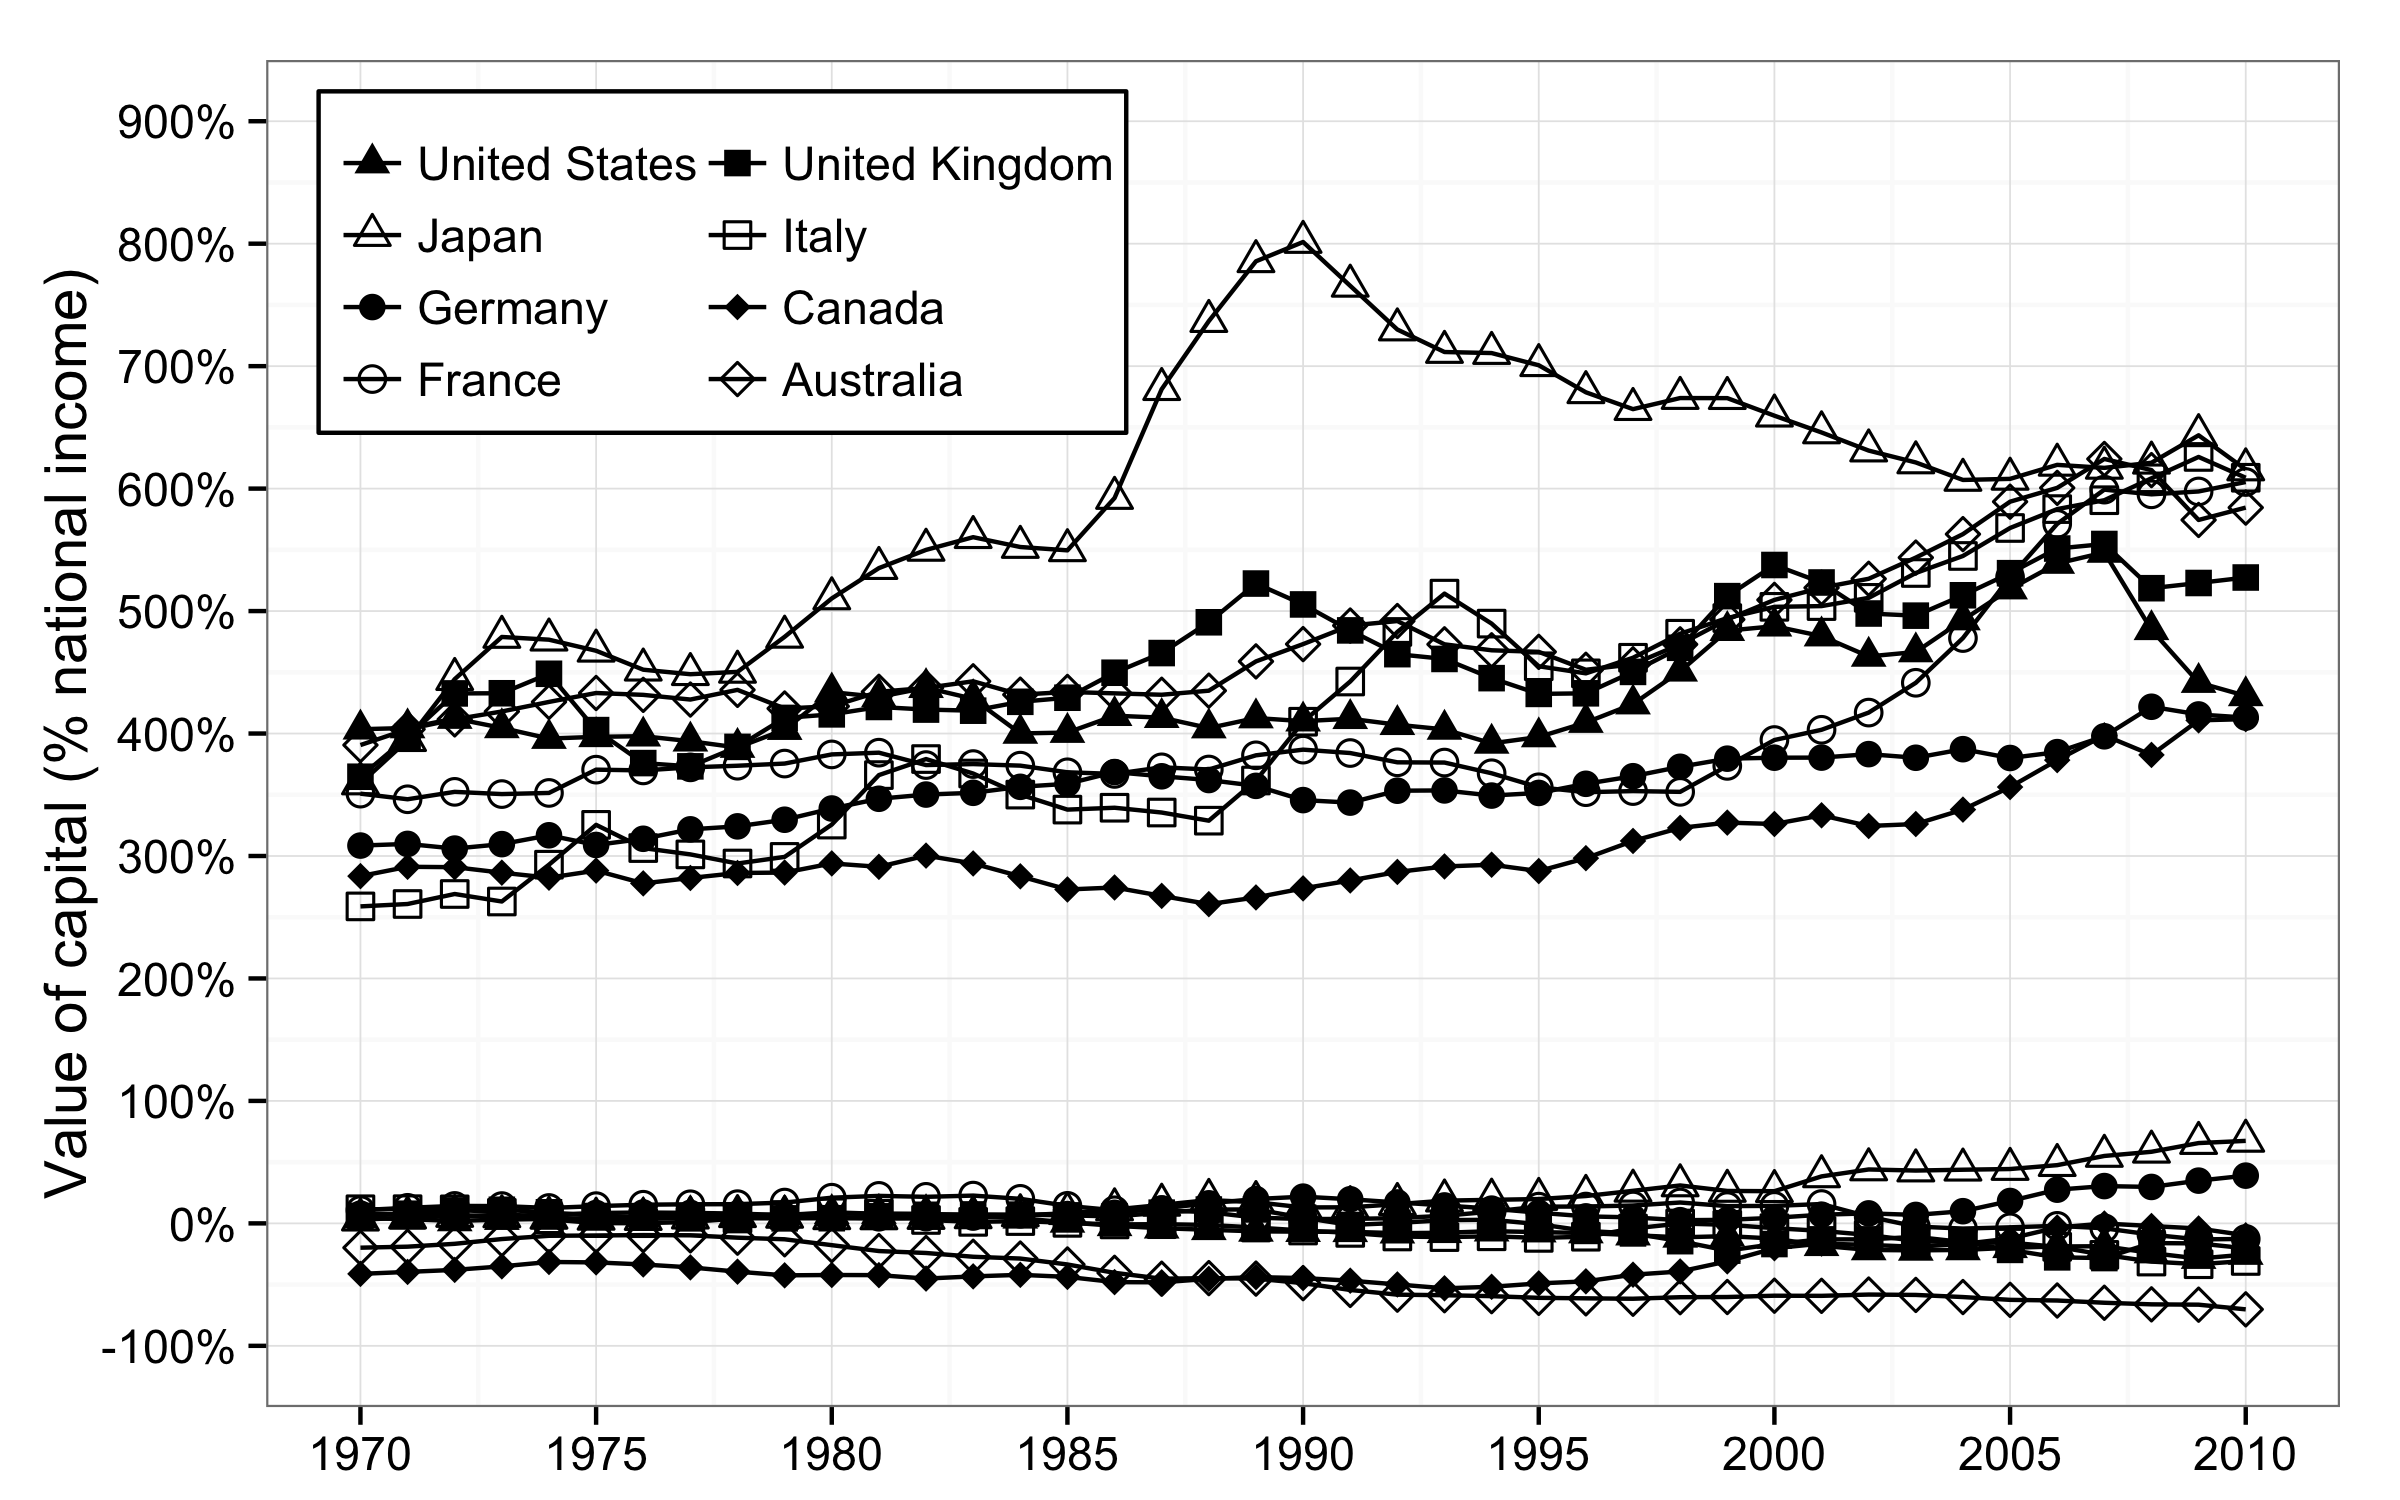 Value of capital (% national income)
900%
800%
700%
600%
500%
400%
300%
200%
100%
0%
-100%
United States United Kingdom
Japan Italy
Germany Canada
France Australia
1970 1975 1980 1985 1990 1995 2000 2005 2010